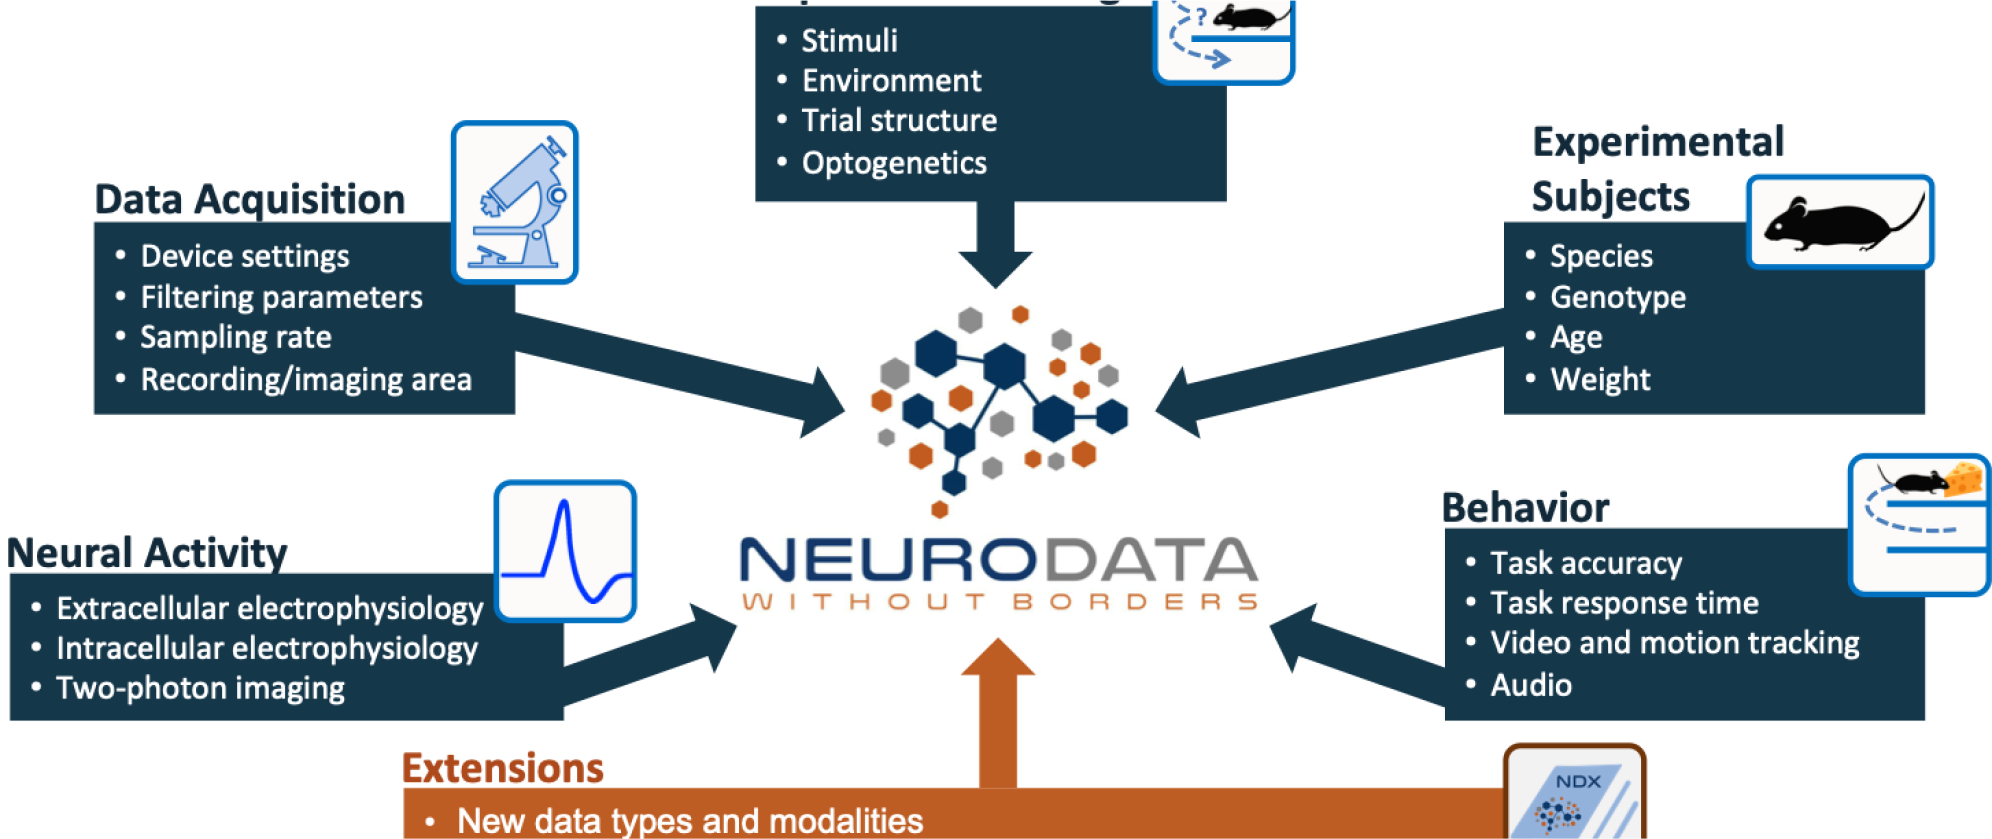 Stimuli
Environment
Trial structure
Optogenetics
?
Data Acquisition
• Device settings
• Filtering parameters
• Sampling rate
• Recording/imaging area
Experimental
Subjects
• Species
• Genotype
• Age
• Weight
Neural Activity
• Extracellular electrophysiology
• Intracellular electrophysiology
• Two-photon imaging
NEURODATA
WITHOUT BORDERS
Behavior
• Task accuracy
• Task response time
• Video and motion tracking
• Audio
Extensions
• New data types and modalities
NDX